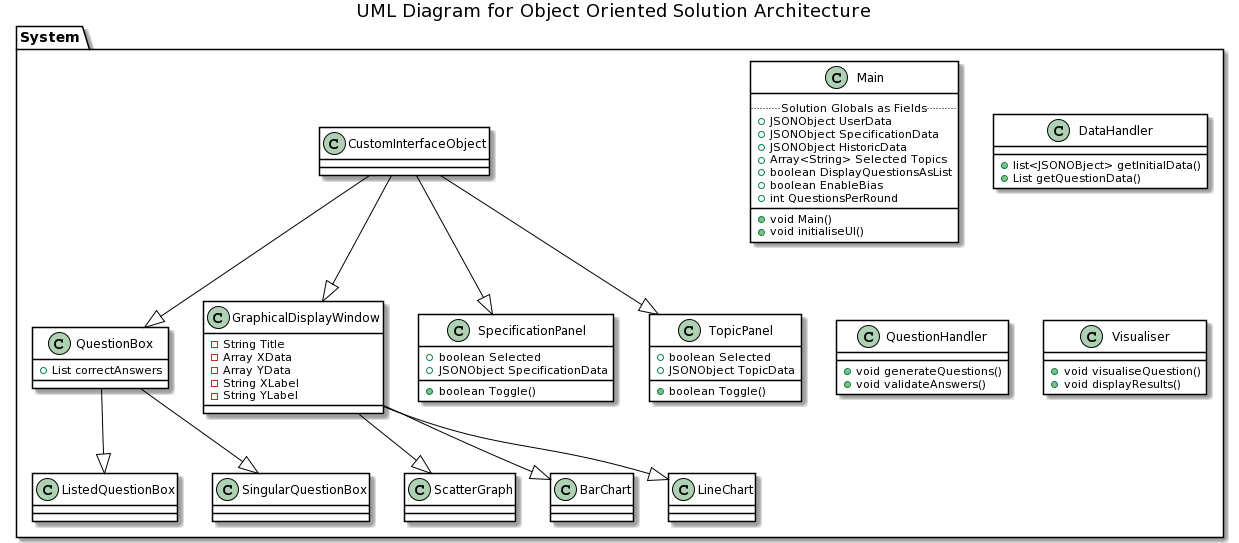 UML Diagram for Object Oriented Solution Architecture
System
C Main
Solution Globals as Fields
JSONObject UserData
JSONObject SpecificationData
JSONObject HistoricData
Array<String> Selected Topics
boolean DisplayQuestionsAsList
boolean EnableBias
int QuestionsPerRound
void Main()
void initialiseUI()
C DataHandler
list<JSONOBject> getInitialData()
List getQuestionData()
C CustomInterfaceObject
C QuestionBox
List correctAnswers
C GraphicalDisplayWindow
String Title
Array XData
Array YData
String XLabel
String YLabel
C SpecificationPanel
boolean Selected
JSONObject SpecificationData
boolean Toggle()
C TopicPanel
boolean Selected
JSONObject TopicData
boolean Toggle()
C QuestionHandler
void generateQuestions()
void validateAnswers()
C Visualiser
void visualiseQuestion()
void displayResults()
C ListedQuestionBox
C SingularQuestionBox
C ScatterGraph
C BarChart
C LineChart